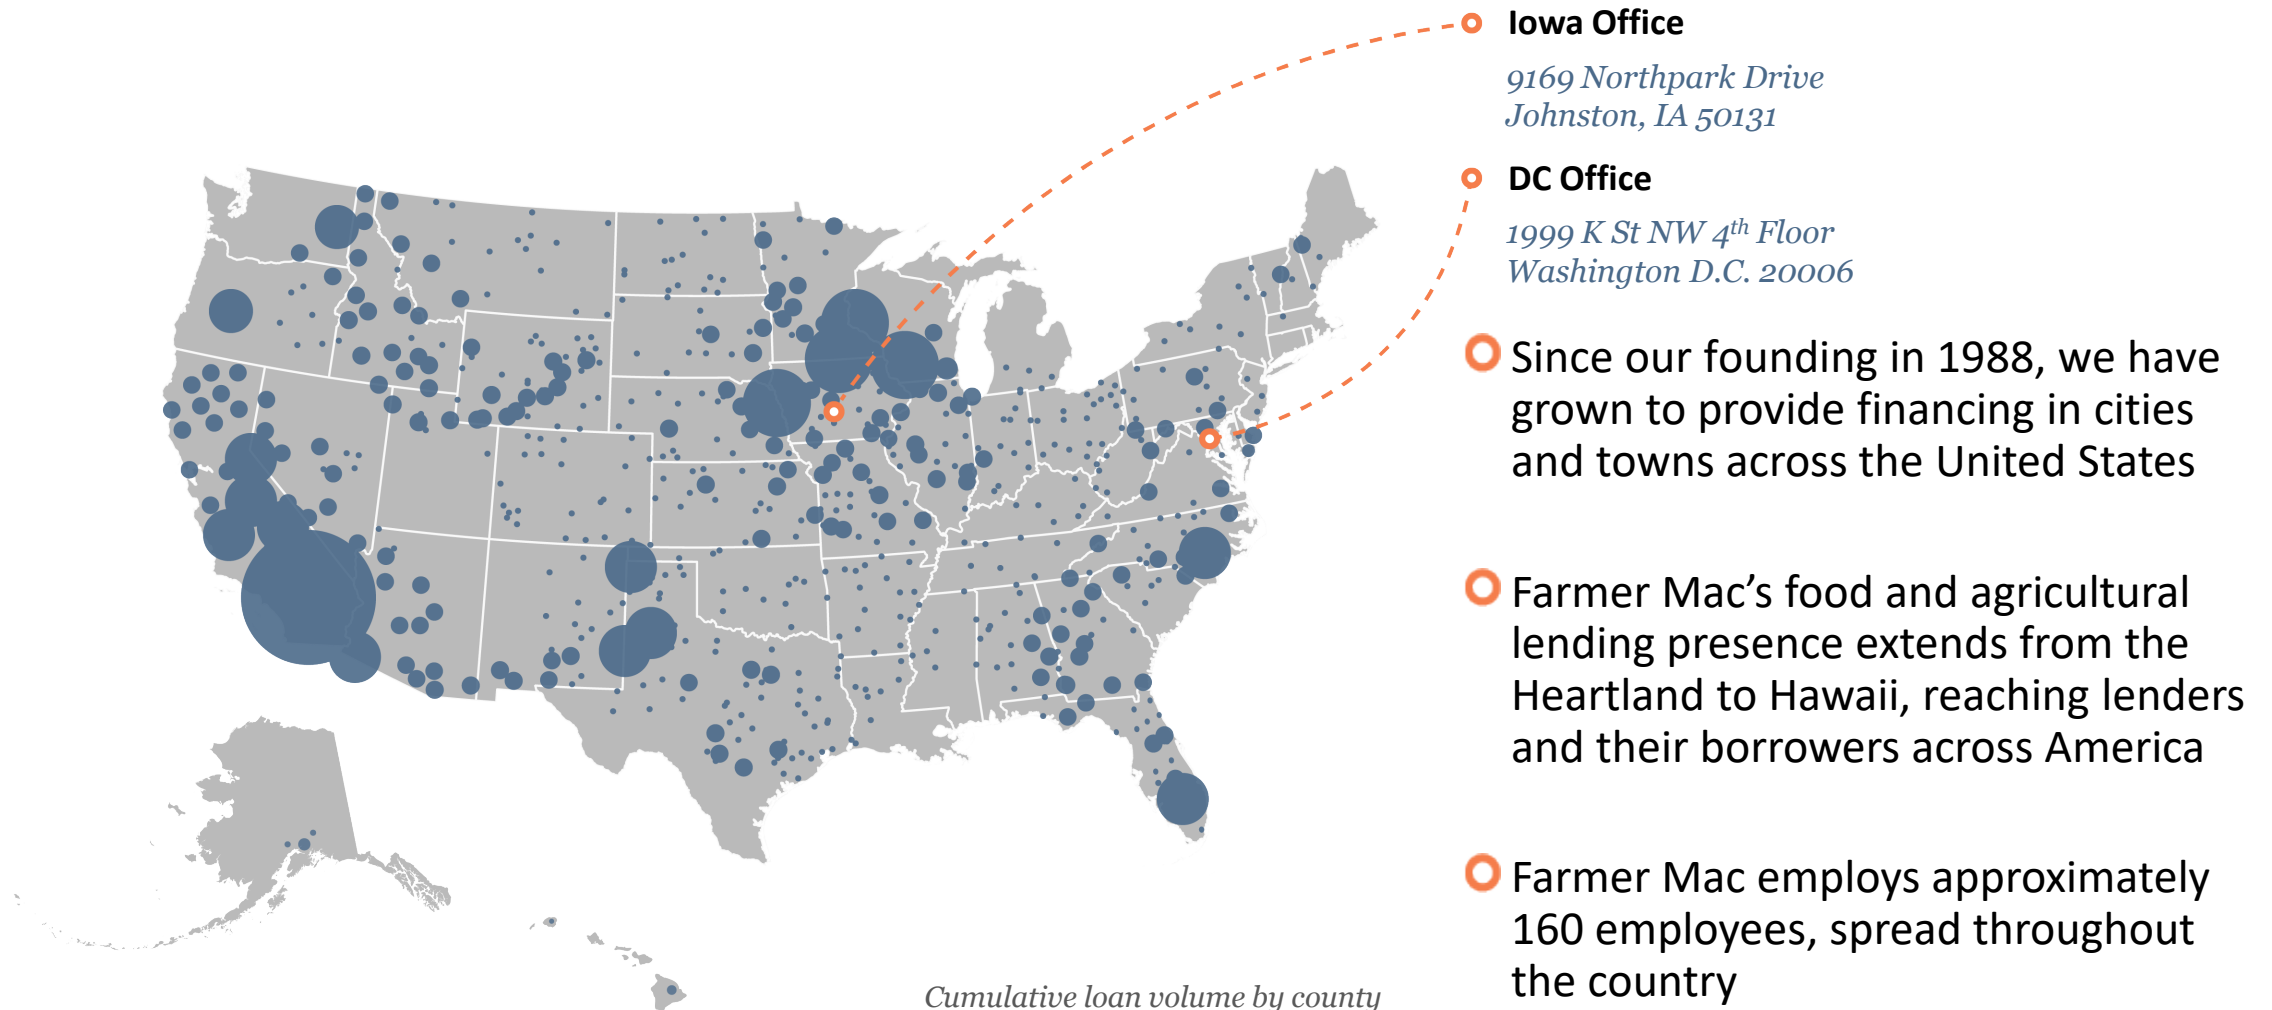 Iowa Office
9169 Northpark Drive
Johnston, IA 50131
DC Office
1999 K St NW 4th Floor
Washington D.C. 20006
Since our founding in 1988, we have
grown to provide financing in cities
and towns across the United States
Farmer Mac’s food and agricultural
lending presence extends from the
Heartland to Hawaii, reaching lenders
and their borrowers across America
Farmer Mac employs approximately
160 employees, spread throughout
the country
Cumulative loan volume by county